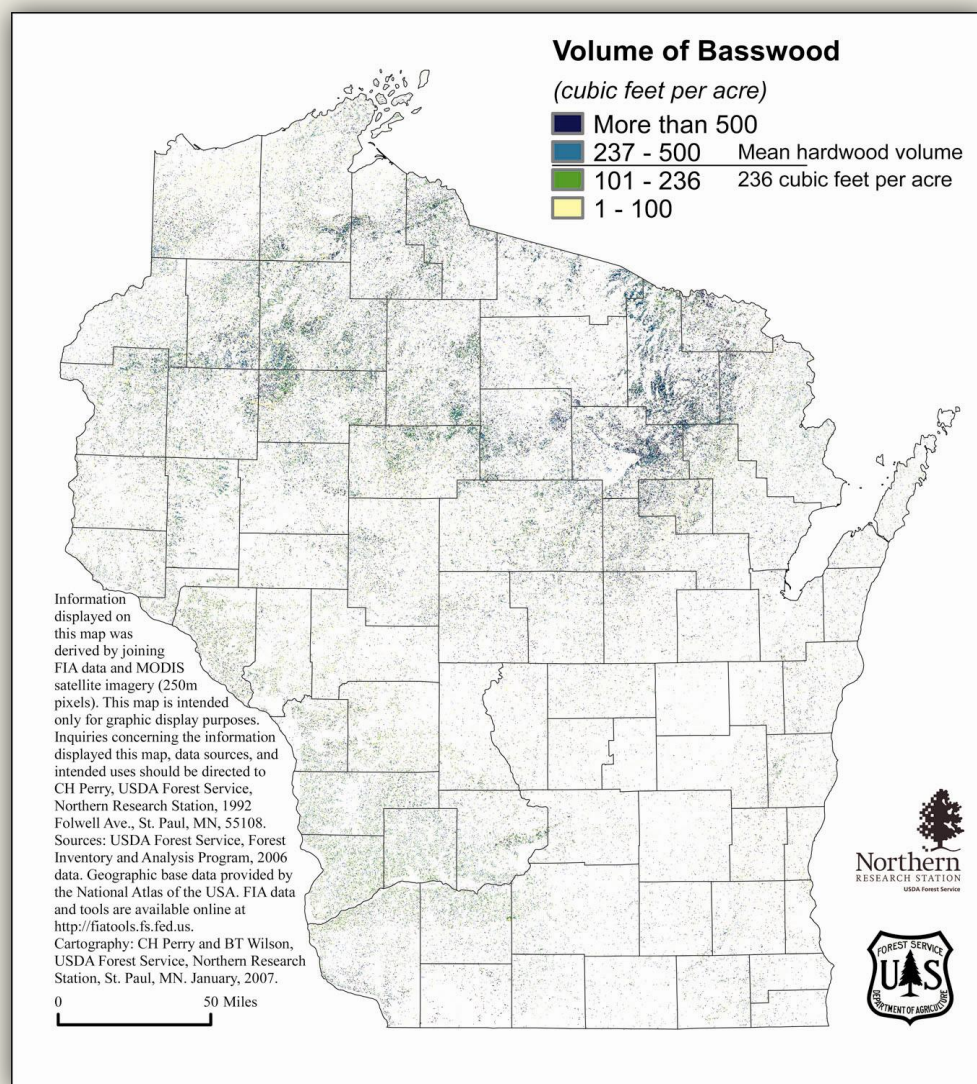 Volume of Basswood
(cubic feet per acre)
More than 500
237 - 500 Mean hardwood volume
101 - 236 236 cubic feet per acre
1 - 100
Information
displayed on
this map was
derived by joining
FIA data and MODIS
satellite imagery (250m
pixels). This map is intended
only for graphic display purposes.
Inquiries concerning the information
displayed this map, data sources, and
intended uses should be directed to
CH Perry, USDA Forest Service,
Northern Research Station, 1992
Folwell Ave., St. Paul, MN, 55108.
Sources: USDA Forest Service, Forest
Inventory and Analysis Program, 2006
data. Geographic base data provided by
the National Atlas of the USA. FIA data
and tools are available online at
http://fiatools.fs.fed.us.
Cartography: CH Perry and BT Wilson,
USDA Forest Service, Northern Research
Station, St. Paul, MN. January, 2007.
0 50 Miles
Northern
RESEARCH STATION
USDA Forest Service
FOREST SERVICE
U S
DEPARTMENT OF AGRICULTURE